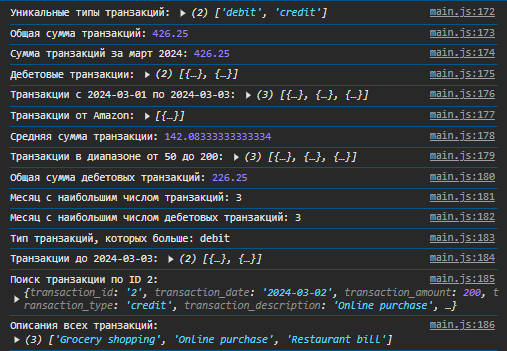 Уникальные типы транзакций: ▶ (2) ['debit', 'credit'] main.js:172
Общая сумма транзакций: 426.25 main.js:173
Сумма транзакций за март 2024: 426.25 main.js:174
Дебетовые транзакции: ▶ (2) [{…}, {…}] main.js:175
Транзакции с 2024-03-01 по 2024-03-03: ▶ (3) [{…}, {…}, {…}] main.js:176
Транзакции от Amazon: ▶ [{…}] main.js:177
Средняя сумма транзакции: 142.08333333333334 main.js:178
Транзакции в диапазоне от 50 до 200: ▶ (3) [{…}, {…}, {…}] main.js:179
Общая сумма дебетовых транзакций: 226.25 main.js:180
Месяц с наибольшим числом транзакций: 3 main.js:181
Месяц с наибольшим числом дебетовых транзакций: 3 main.js:182
Тип транзакций, которых больше: debit main.js:183
Транзакции до 2024-03-03: ▶ (2) [{…}, {…}] main.js:184
Поиск транзакции по ID 2: main.js:185
{transaction_id: '2', transaction_date: '2024-03-02', transaction_amount: 200, t
▶ ransaction_type: 'credit', transaction_description: 'Online purchase', …}
Описания всех транзакций: main.js:186
▶ (3) ['Grocery shopping', 'Online purchase', 'Restaurant bill']